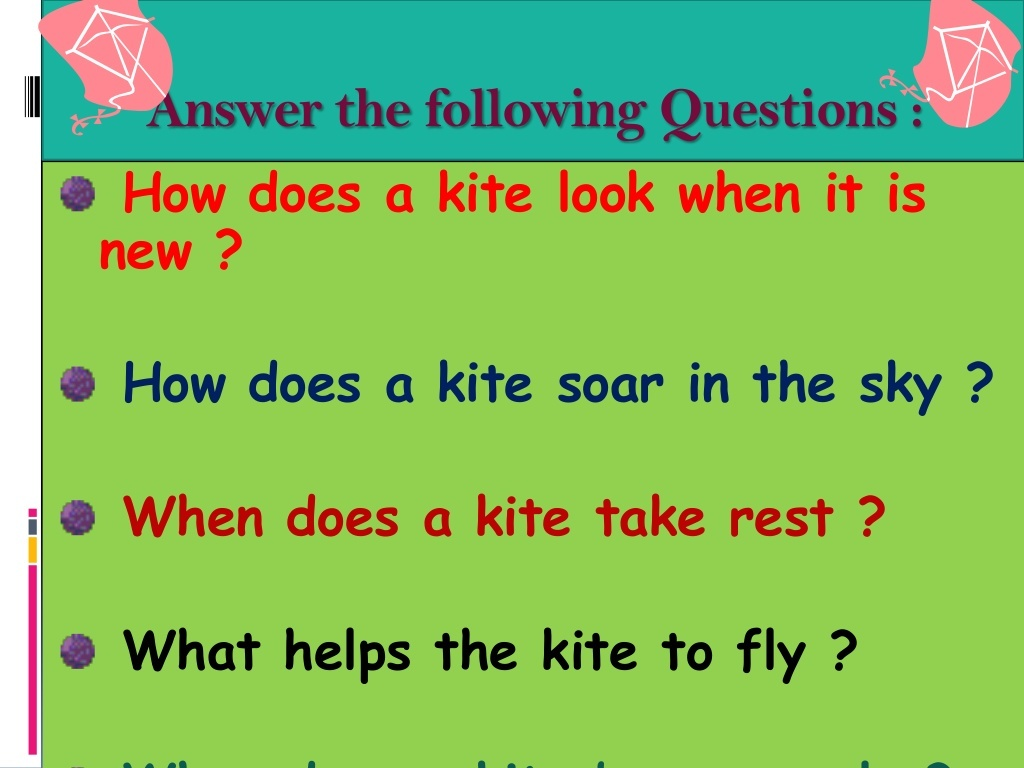 Answer the following Questions :
How does a kite look when it is
new ?
How does a kite soar in the sky ?
When does a kite take rest ?
What helps the kite to fly ?